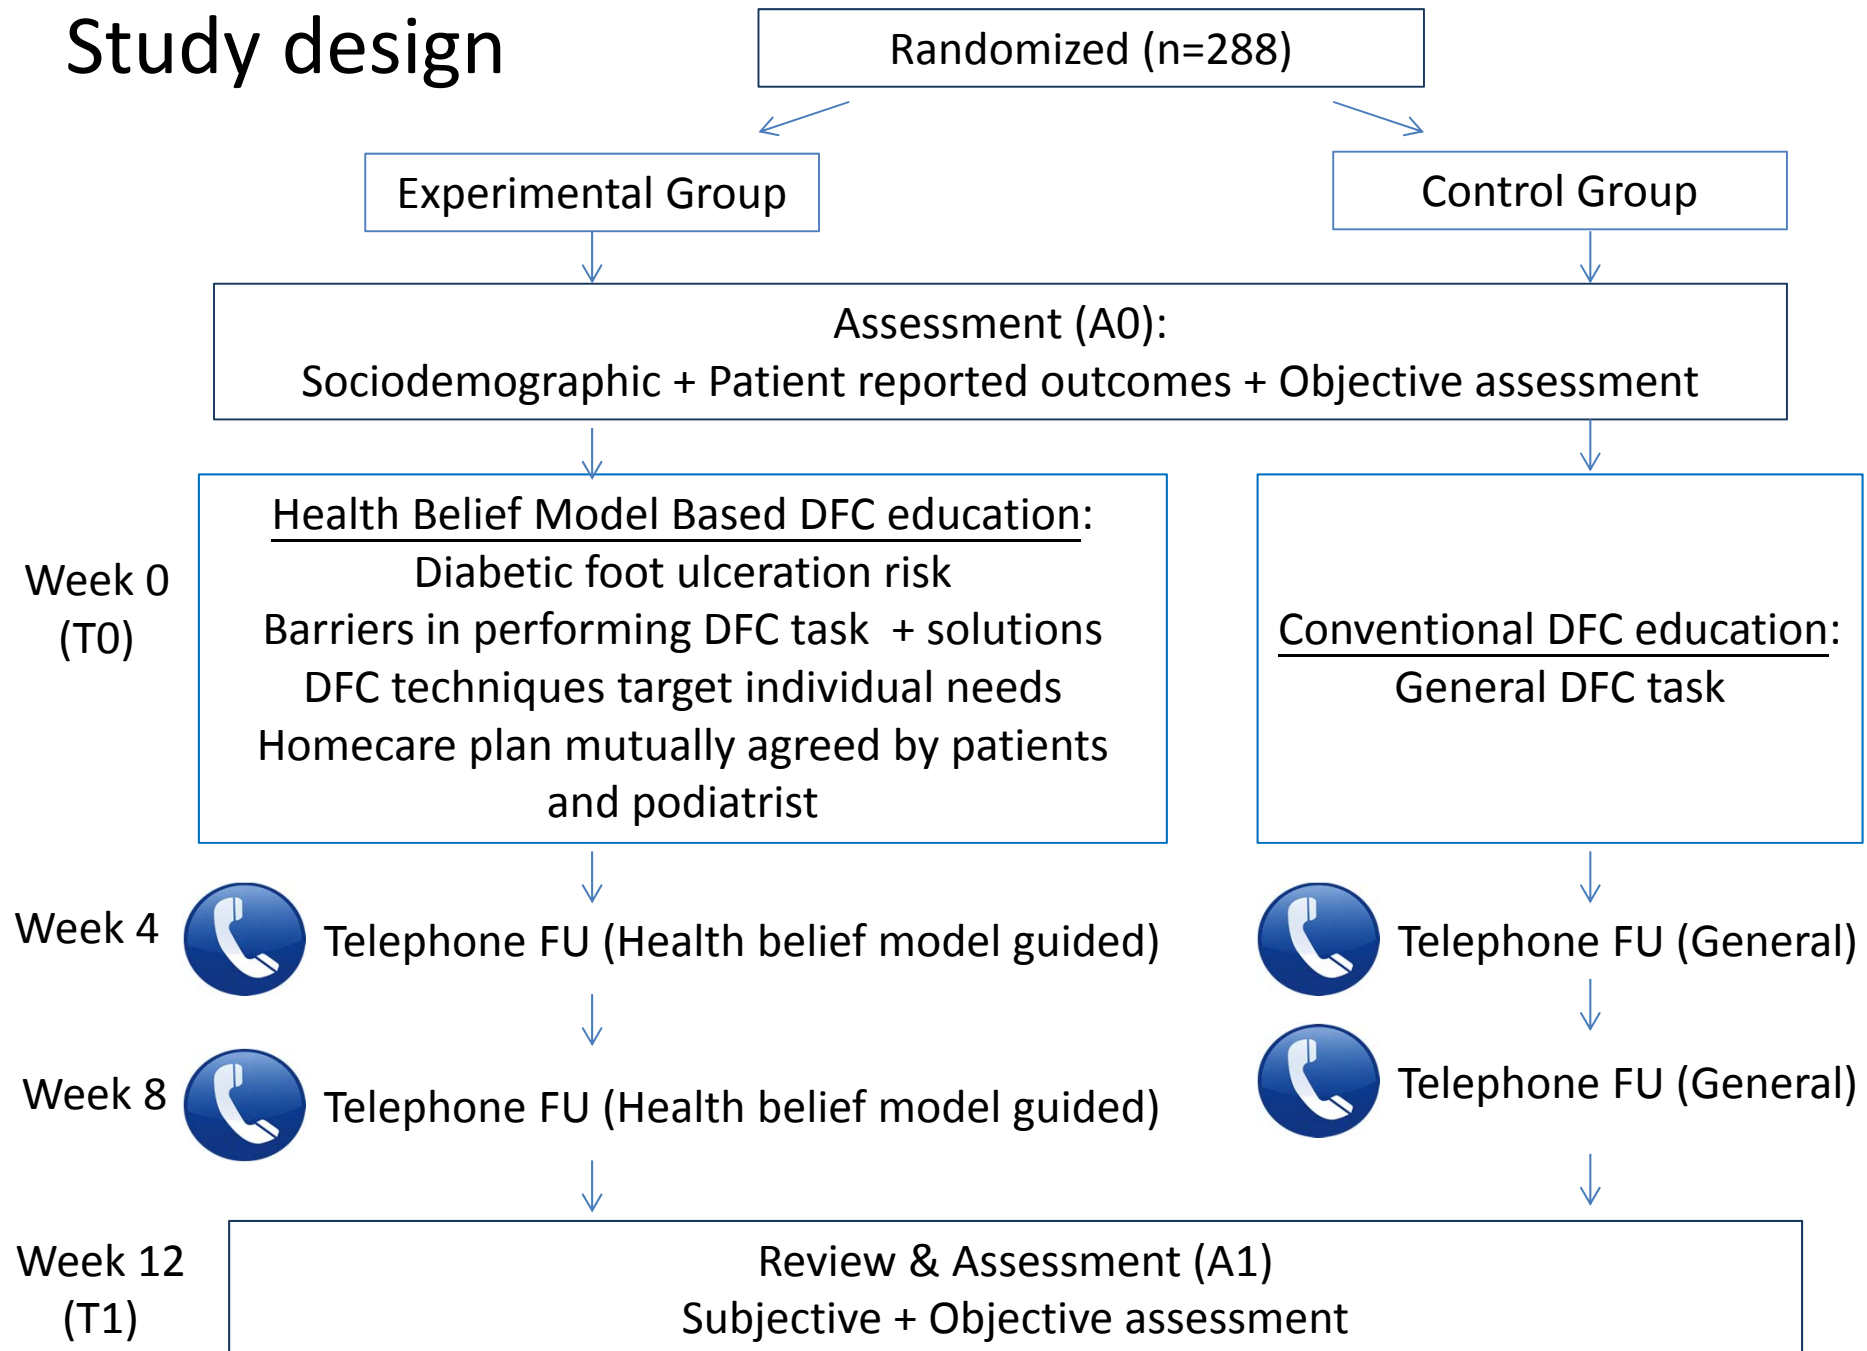 Study design
Randomized (n=288)
Experimental Group
Control Group
Assessment (A0):
Sociodemographic + Patient reported outcomes + Objective assessment
Week 0
(T0)
Health Belief Model Based DFC education:
Diabetic foot ulceration risk
Barriers in performing DFC task + solutions
DFC techniques target individual needs
Homecare plan mutually agreed by patients
and podiatrist
Conventional DFC education:
General DFC task
Week 4
Telephone FU (Health belief model guided)
Telephone FU (General)
Week 8
Telephone FU (Health belief model guided)
Telephone FU (General)
Week 12
(T1)
Review & Assessment (A1)
Subjective + Objective assessment